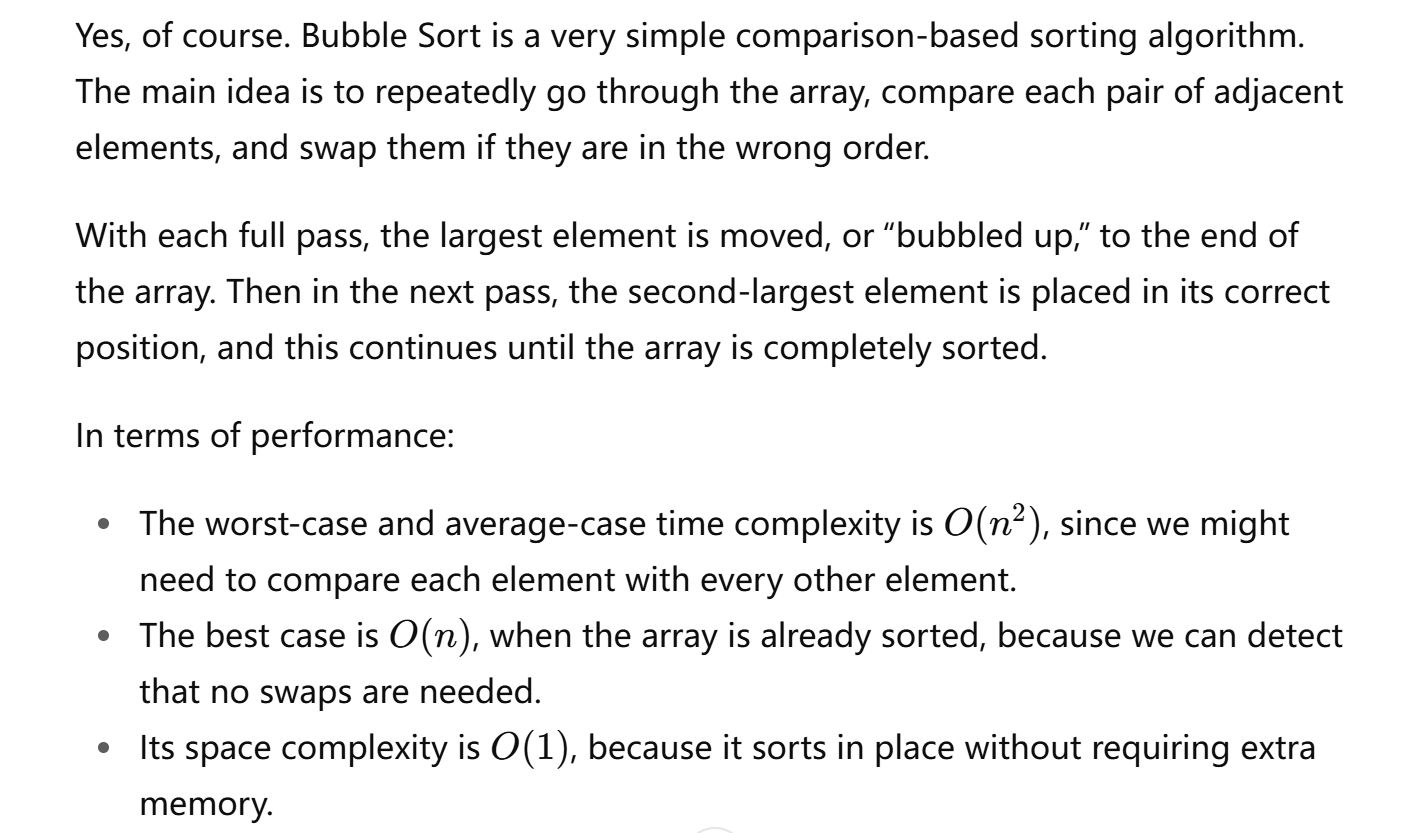 Yes, of course. Bubble Sort is a very simple comparison-based sorting algorithm.
The main idea is to repeatedly go through the array, compare each pair of adjacent
elements, and swap them if they are in the wrong order.
With each full pass, the largest element is moved, or “bubbled up,” to the end of
the array. Then in the next pass, the second-largest element is placed in its correct
position, and this continues until the array is completely sorted.
In terms of performance:
• The worst-case and average-case time complexity is O(n²), since we might
need to compare each element with every other element.
• The best case is O(n), when the array is already sorted, because we can detect
that no swaps are needed.
• Its space complexity is O(1), because it sorts in place without requiring extra
memory.